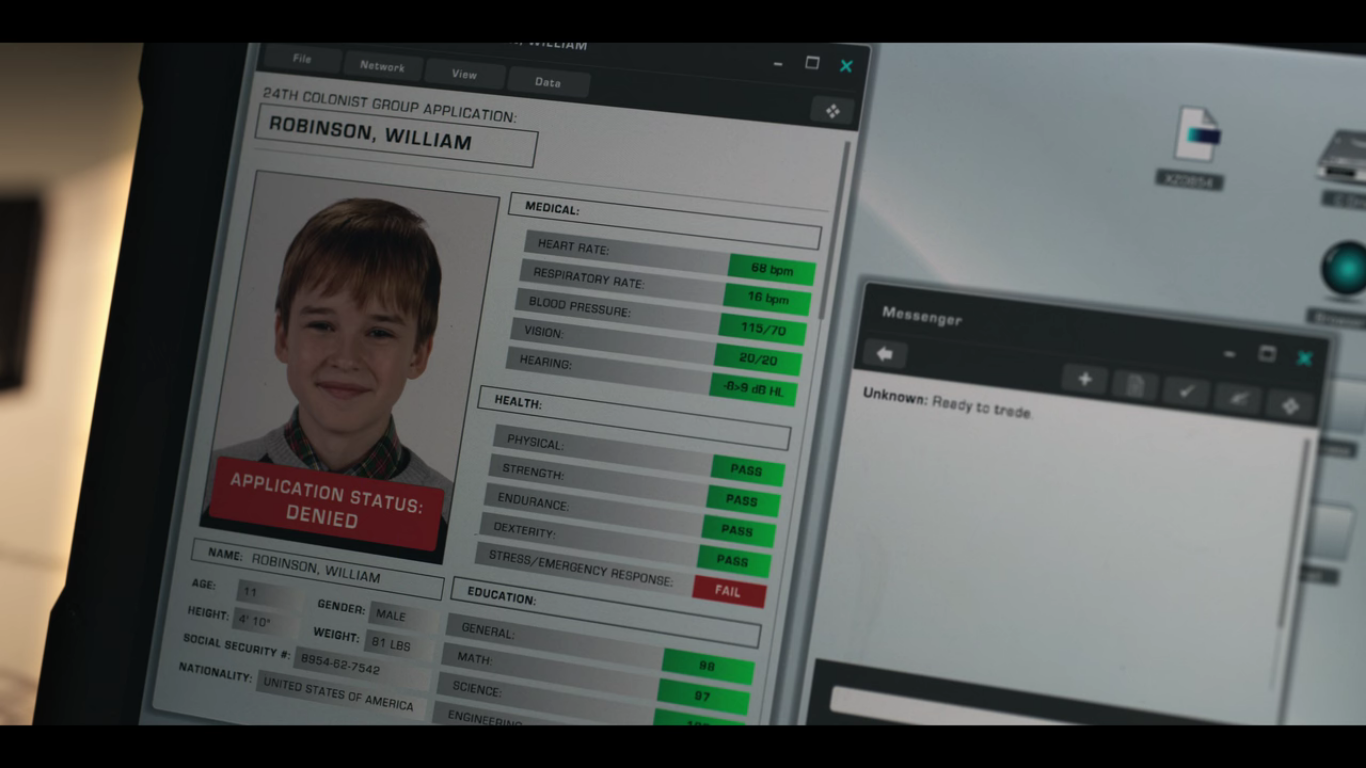 WILLIAM
File Network View Data
24TH COLONIST GROUP APPLICATION:
ROBINSON, WILLIAM
MEDICAL:
HEART RATE: 68 bpm
RESPIRATORY RATE: 16 bpm
BLOOD PRESSURE: 115/70
VISION: 20/20
HEARING: -8>9 dB HL
HEALTH:
PHYSICAL: PASS
STRENGTH: PASS
ENDURANCE: PASS
DEXTERITY: PASS
STRESS/EMERGENCY RESPONSE: FAIL
APPLICATION STATUS:
DENIED
NAME: ROBINSON, WILLIAM
AGE: 11
GENDER: MALE
HEIGHT: 4' 10"
WEIGHT: 81 LBS
SOCIAL SECURITY #: 8954-62-7542
NATIONALITY: UNITED STATES OF AMERICA
EDUCATION:
GENERAL: 98
MATH: 97
SCIENCE:
ENGINEERING
Messenger
Unknown: Ready to trade.